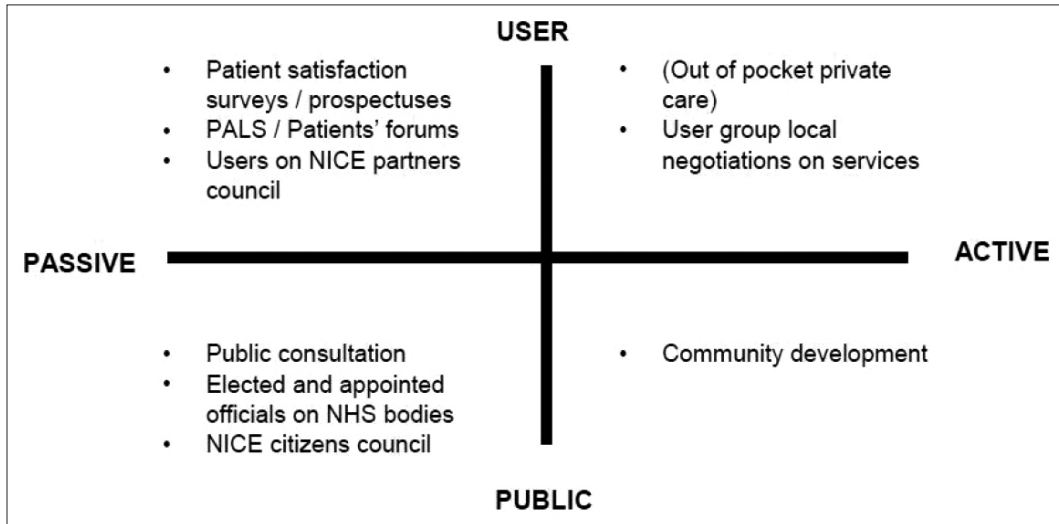 USER
• Patient satisfaction
surveys / prospectuses
• PALS / Patients’ forums
• Users on NICE partners
council
• (Out of pocket private
care)
• User group local
negotiations on services
PASSIVE
ACTIVE
• Public consultation
• Elected and appointed
officials on NHS bodies
• NICE citizens council
• Community development
PUBLIC